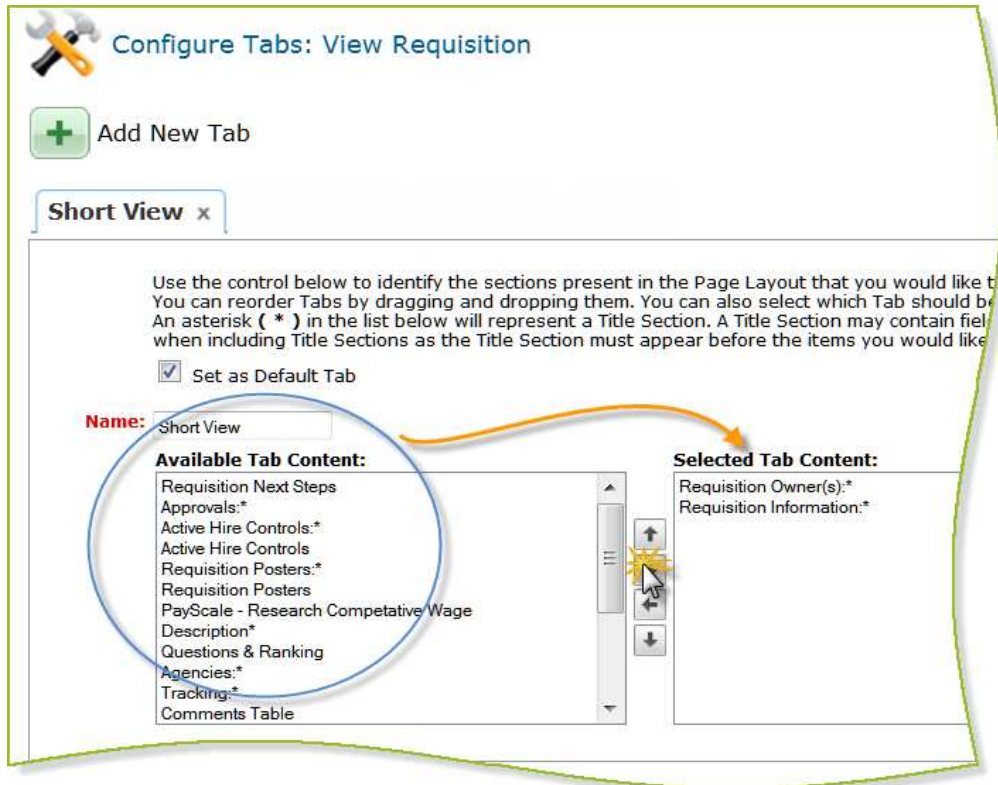 Configure Tabs: View Requisition
Add New Tab
Short View x
Use the control below to identify the sections present in the Page Layout that you would like
You can reorder Tabs by dragging and dropping them. You can also select which Tab should be
An asterisk ( * ) in the list below will represent a Title Section. A Title Section may contain
when including Title Sections as the Title Section must appear before the items you would like
Set as Default Tab
Name: Short View
Available Tab Content:
Requisition Next Steps
Approvals:*
Active Hire Controls:*
Active Hire Controls
Requisition Posters:*
Requisition Posters
PayScale - Research Competative Wage
Description*
Questions & Ranking
Agencies:*
Tracking:*
Comments Table
Selected Tab Content:
Requisition Owner(s):*
Requisition Information:*